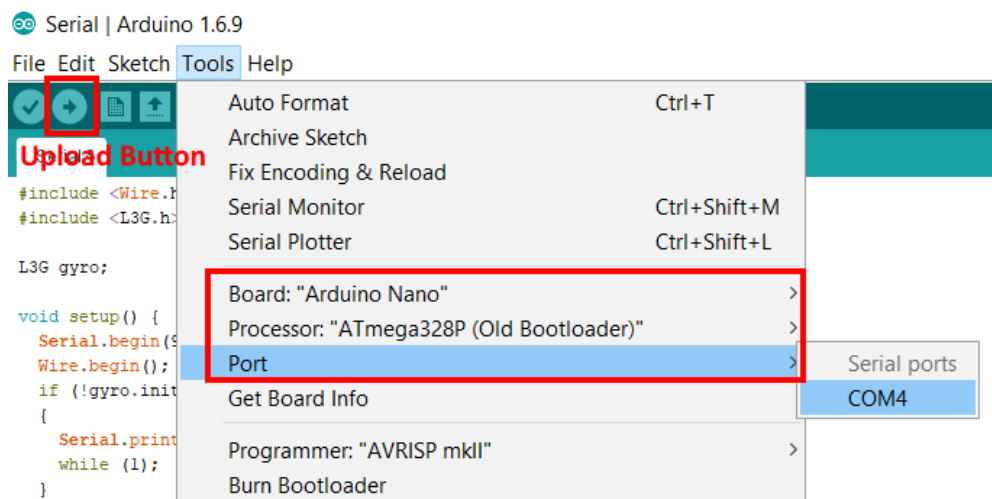 Serial | Arduino 1.6.9
File Edit Sketch Tools Help
Upload Button
#include <Wire.h
#include <L3G.h>
L3G gyro;
void setup() {
Serial.begin(9
Wire.begin();
if (!gyro.init
{
Serial.print
while (1);
}
Auto Format Ctrl+T
Archive Sketch
Fix Encoding & Reload
Serial Monitor Ctrl+Shift+M
Serial Plotter Ctrl+Shift+L
Board: "Arduino Nano"
Processor: "ATmega328P (Old Bootloader)"
Port
Get Board Info
Programmer: "AVRISP mkII"
Burn Bootloader
Serial ports
COM4